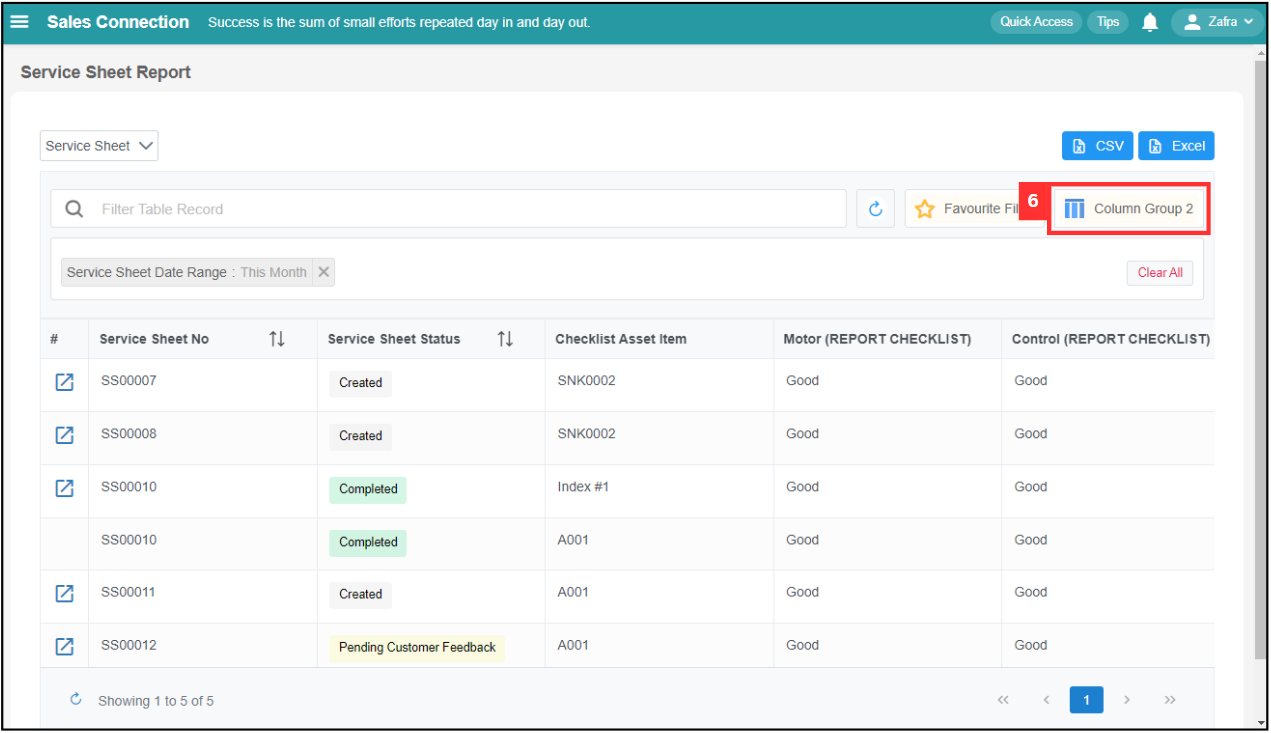 Sales Connection Success is the sum of small efforts repeated day in and day out. Quick Access Tips Zafra
Service Sheet Report
Service Sheet CSV Excel
Filter Table Record Favourite Fil 6 Column Group 2
Service Sheet Date Range : This Month Clear All
# Service Sheet No Service Sheet Status Checklist Asset Item Motor (REPORT CHECKLIST) Control (REPORT CHECKLIST)
SS00007 Created SNK0002 Good Good
SS00008 Created SNK0002 Good Good
SS00010 Completed Index #1 Good Good
SS00010 Completed A001 Good Good
SS00011 Created A001 Good Good
SS00012 Pending Customer Feedback A001 Good Good
Showing 1 to 5 of 5 << < 1 > >>